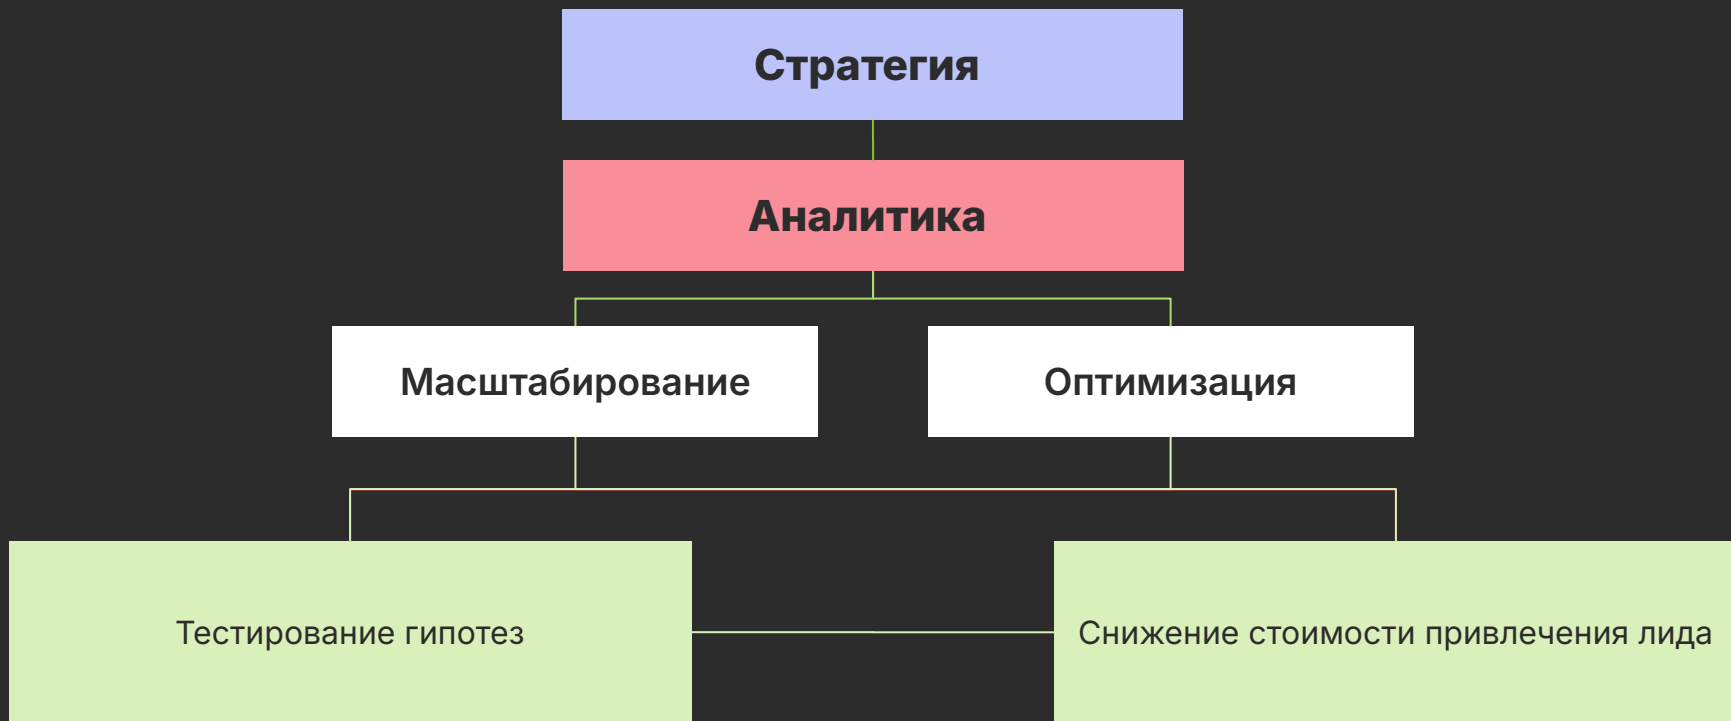 Стратегия
Аналитика
Масштабирование
Оптимизация
Тестирование гипотез
Снижение стоимости привлечения лида